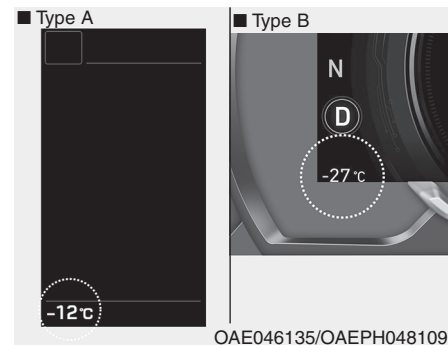 ■ Type A
-12℃
■ Type B
N
D
-27 ℃
OAE046135/OAEPH048109